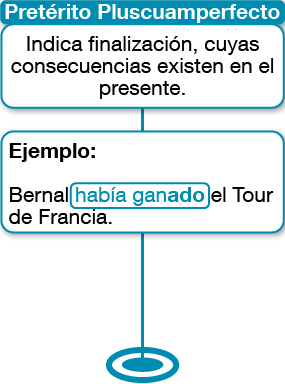 Pretérito Pluscuamperfecto
Indica finalización, cuyas
consecuencias existen en el
presente.
Ejemplo:
Bernal había ganado el Tour
de Francia.